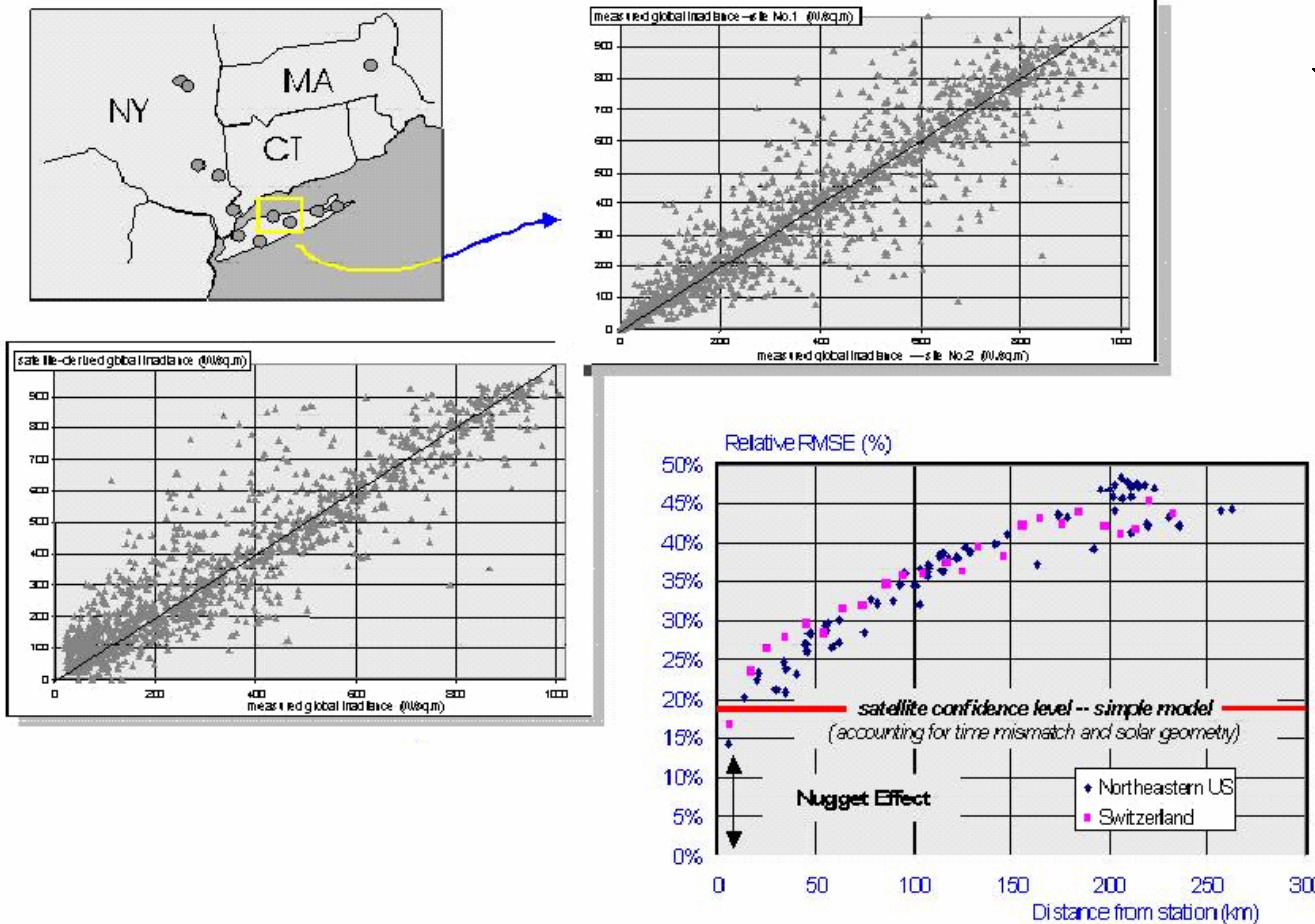 NY
MA
CT
measured global irradiance --site No.1 (W/sq.m)
900
800
700
600
500
400
300
200
100
0
0 200 400 600 800 1000
measured global irradiance ---site No.2 (W/sq.m)
satellite-derived global irradiance (W/sq.m)
900
800
700
600
500
400
300
200
100
0
0 200 400 600 800 1000
measured global irradiance (W/sq.m)
Relative RMSE (%)
50%
45%
40%
35%
30%
25%
20%
satellite confidence level -- simple model
(accounting for time mismatch and solar geometry)
15%
10%
Nugget Effect
Northeastern US
5%
Switzerland
0%
0 50 100 150 200 250 300
Distance from station (km)